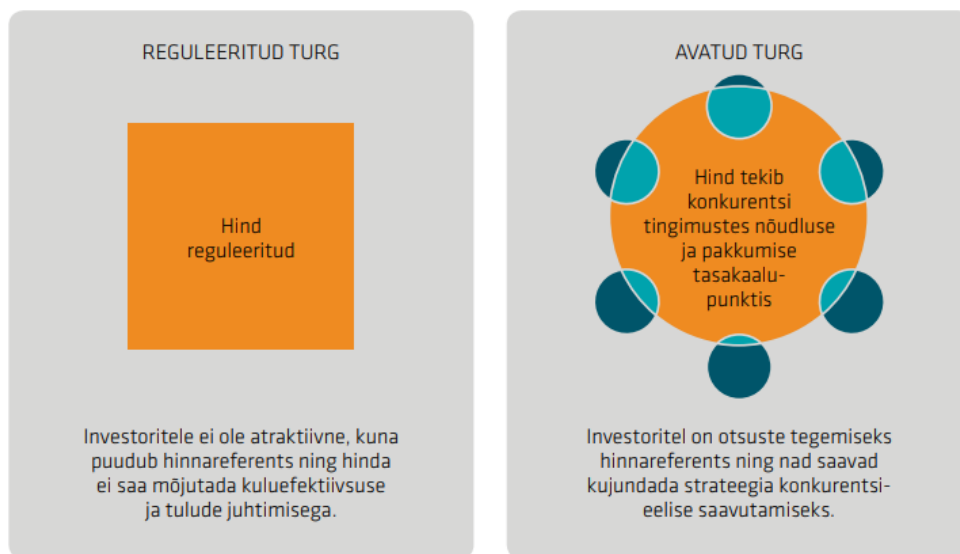 REGULEERITUD TURG
Hind
reguleeritud
Investoritele ei ole atraktiivne, kuna
puudub hinnareferents ning hinda
ei saa mõjutada kuluefektiivsuse
ja tulude juhtimisega.
AVATUD TURG
Hind tekib
konkurentsi
tingimustes nõudluse
ja pakkumise
tasakaalu-
punktis
Investoritel on otsuste tegemiseks
hinnareferents ning nad saavad
kujundada strateegia konkurentsi-
eelise saavutamiseks.